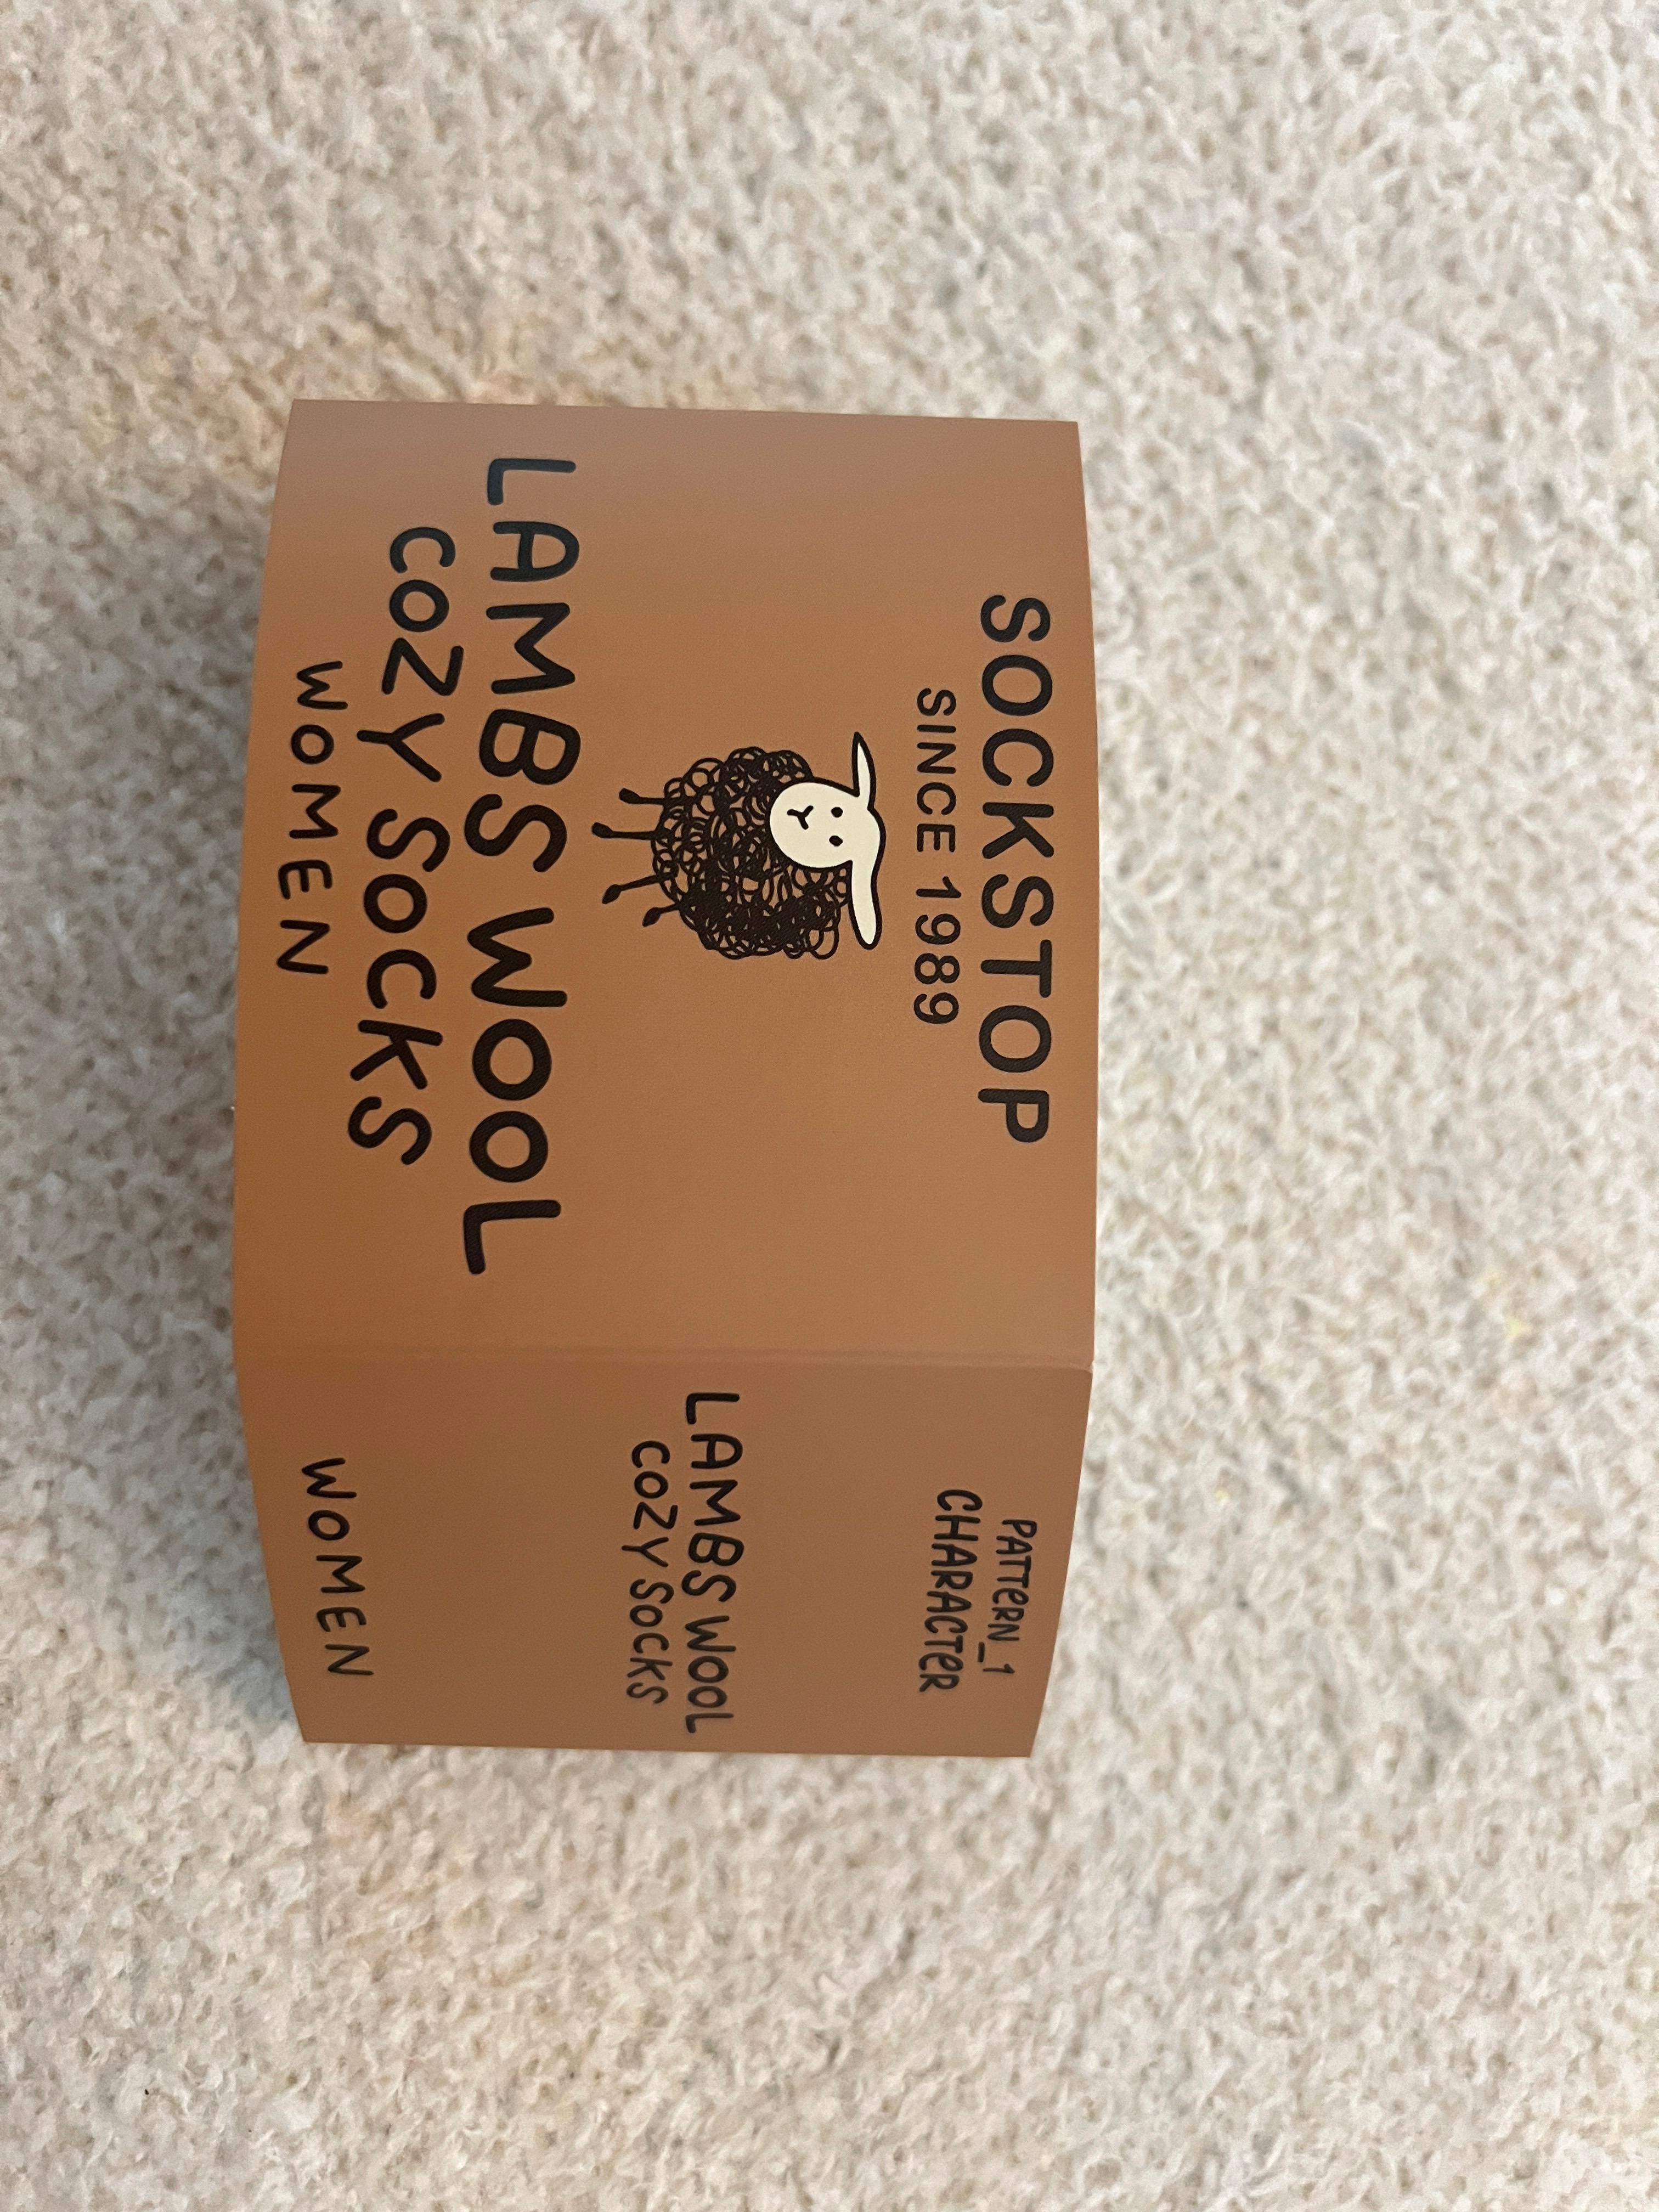 SOCKSTOP
SINCE 1989
LAMBS WOOL
COZY SOCKS
WOMEN
PATTERN_1
CHARACTER
LAMBS WOOL
COZY SOCKS
WOMEN